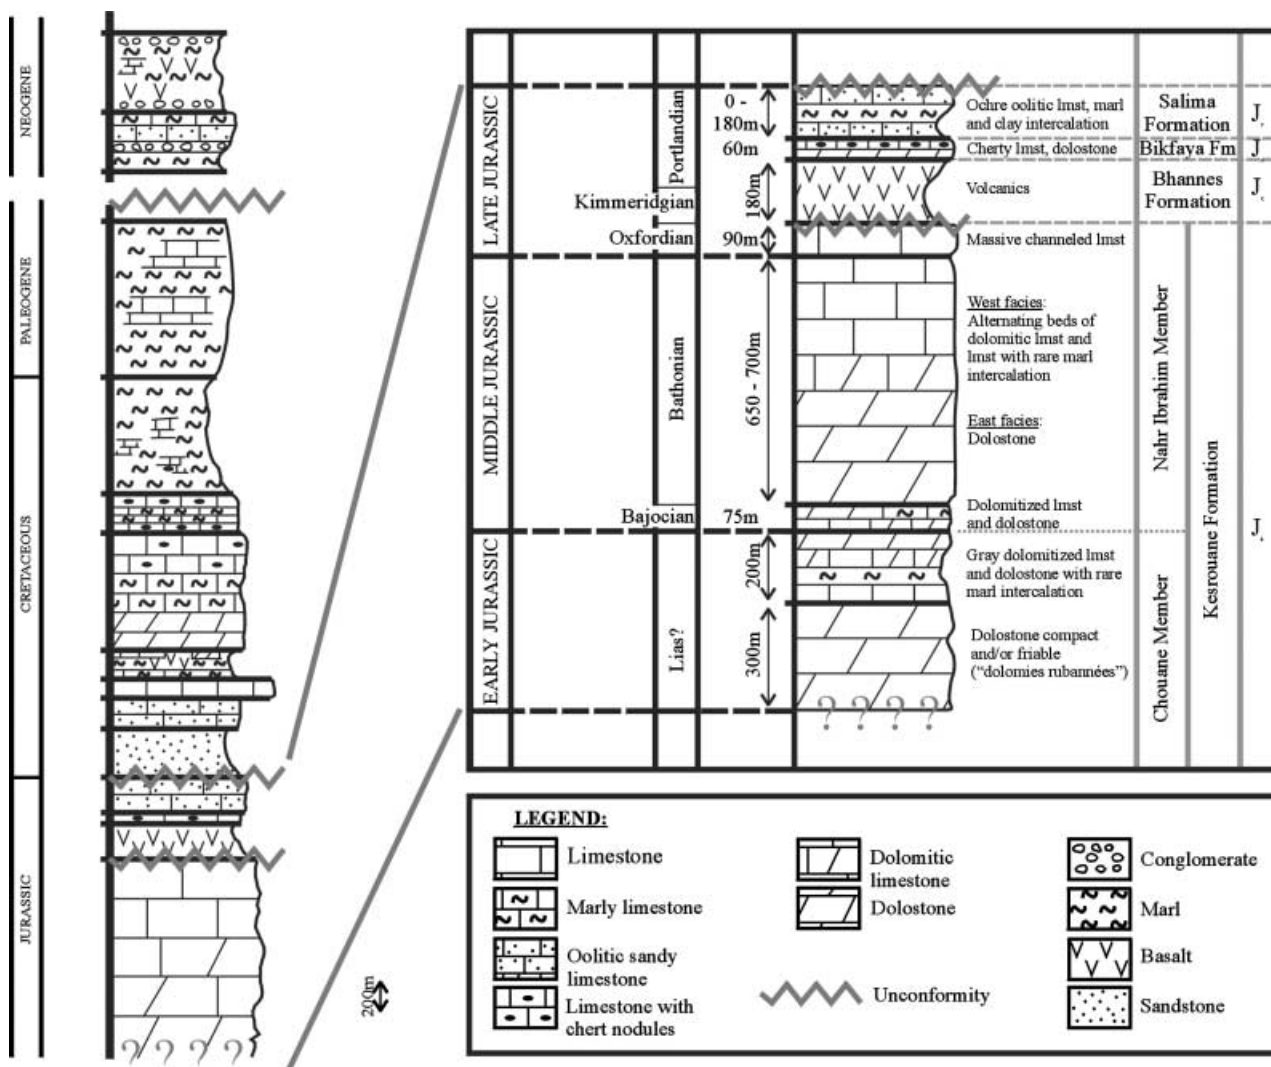 NEOGENE
PALEOGENE
CRETACEOUS
JURASSIC
? ? ? ?
200m
LATE JURASSIC
MIDDLE JURASSIC
EARLY JURASSIC
Portlandian
Kimmeridgian
Oxfordian
Bathonian
Bajocian
Lias?
0 -
180m
60m
180m
90m
650 - 700m
75m
200m
300m
? ? ? ?
Ochre oolitic lmst, marl
and clay intercalation
Cherty lmst, dolostone
Volcanics
Massive channeled lmst
West facies:
Alternating beds of
dolomitic lmst and
lmst with rare marl
intercalation
East facies:
Dolostone
Dolomitized lmst
and dolostone
Gray dolomitized lmst
and dolostone with rare
marl intercalation
Dolostone compact
and/or friable
("dolomies rubannées")
Salima
Formation
Bikfaya Fm
Bhannes
Formation
Nahr Ibrahim Member
Chouane Member
Kesrouane Formation
J
J
J
J
LEGEND:
Limestone
Marly limestone
Oolitic sandy
limestone
Limestone with
chert nodules
Dolomitic
limestone
Dolostone
Unconformity
Conglomerate
Marl
Basalt
Sandstone